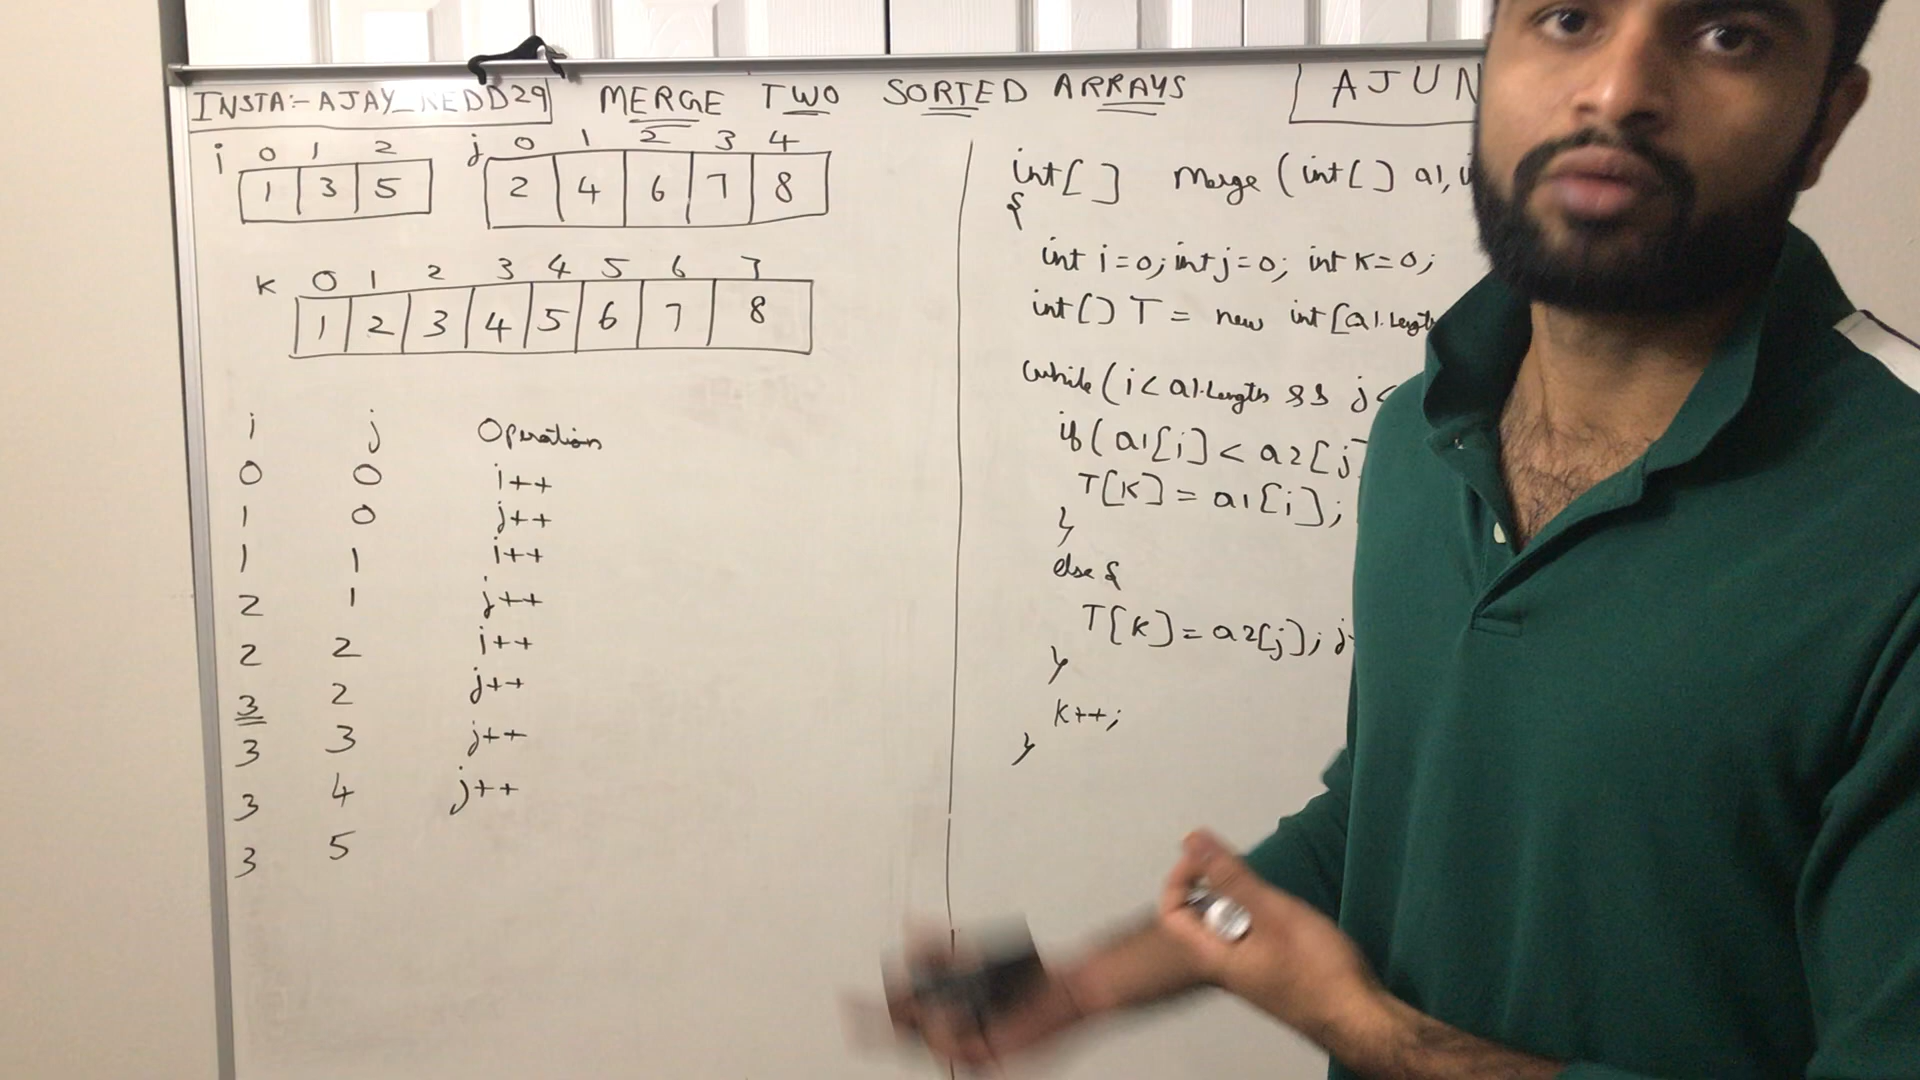 INSTA:- AJAY_REDD29
MERGE TWO SORTED ARRAYS
AJUN
i 0 1 2
1 3 5
j 0 1 2 3 4
2 4 6 7 8
k 0 1 2 3 4 5 6 7
1 2 3 4 5 6 7 8
i j Operation
0 0 i++
1 0 j++
1 1 i++
2 1 j++
2 2 i++
3 2 j++
3 3 j++
3 4 j++
3 5
int[] Merge (int[] a1, i
{
int i=0; int j=0; int k=0;
int[] T = new int[a1.Length
while (i < a1.Length && j <
if (a1[i] < a2[j]
T[k] = a1[i];
}
else {
T[k] = a2[j]; j+
}
k++;
}